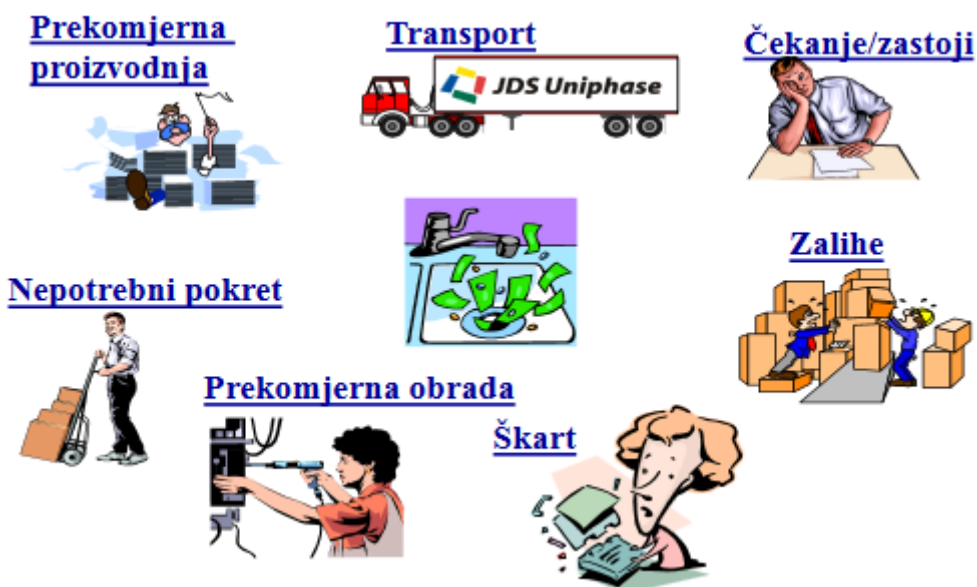 Prekomjerna
proizvodnja
Transport
JDS Uniphase
Čekanje/zastoji
Zalihe
Nepotrebni pokret
Prekomjerna obrada
Škart